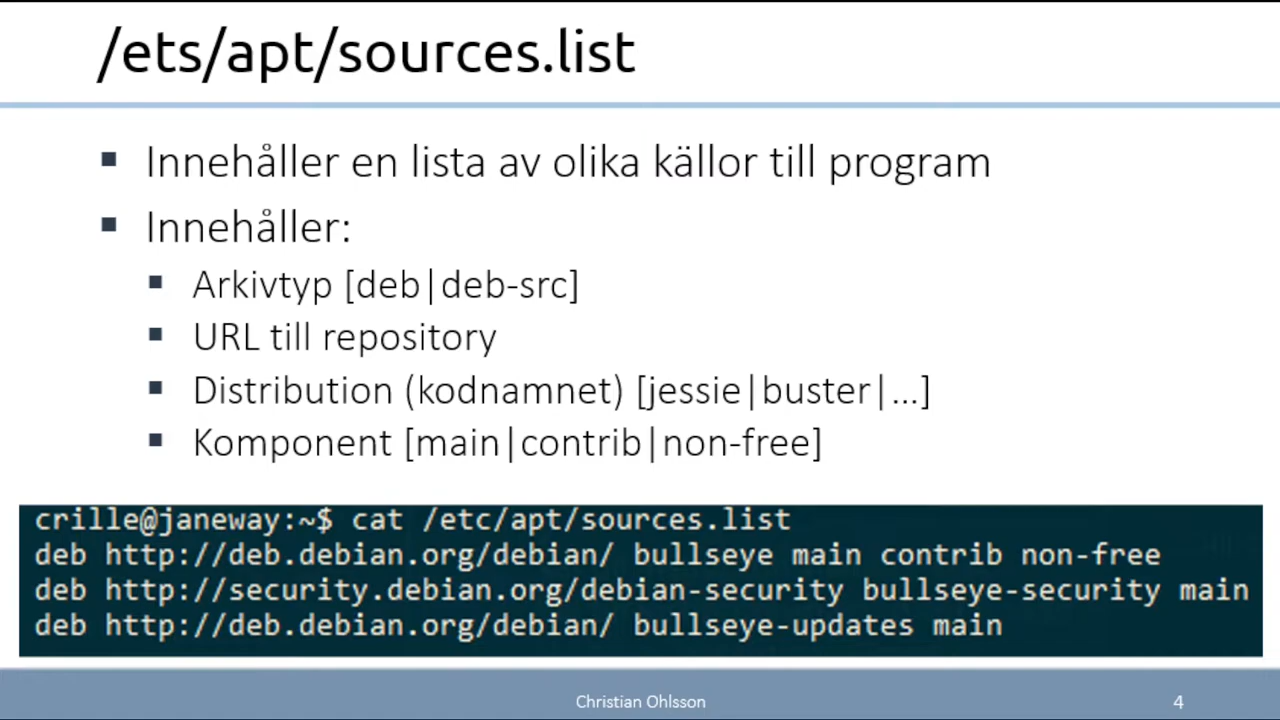 /ets/apt/sources.list
Innehåller en lista av olika källor till program
Innehåller:
Arkivtyp [deb|deb-src]
URL till repository
Distribution (kodnamnet) [jessie|buster|...]
Komponent [main|contrib|non-free]
crille@janeway:~$ cat /etc/apt/sources.list
deb http://deb.debian.org/debian/ bullseye main contrib non-free
deb http://security.debian.org/debian-security bullseye-security main
deb http://deb.debian.org/debian/ bullseye-updates main
Christian Ohlsson
4